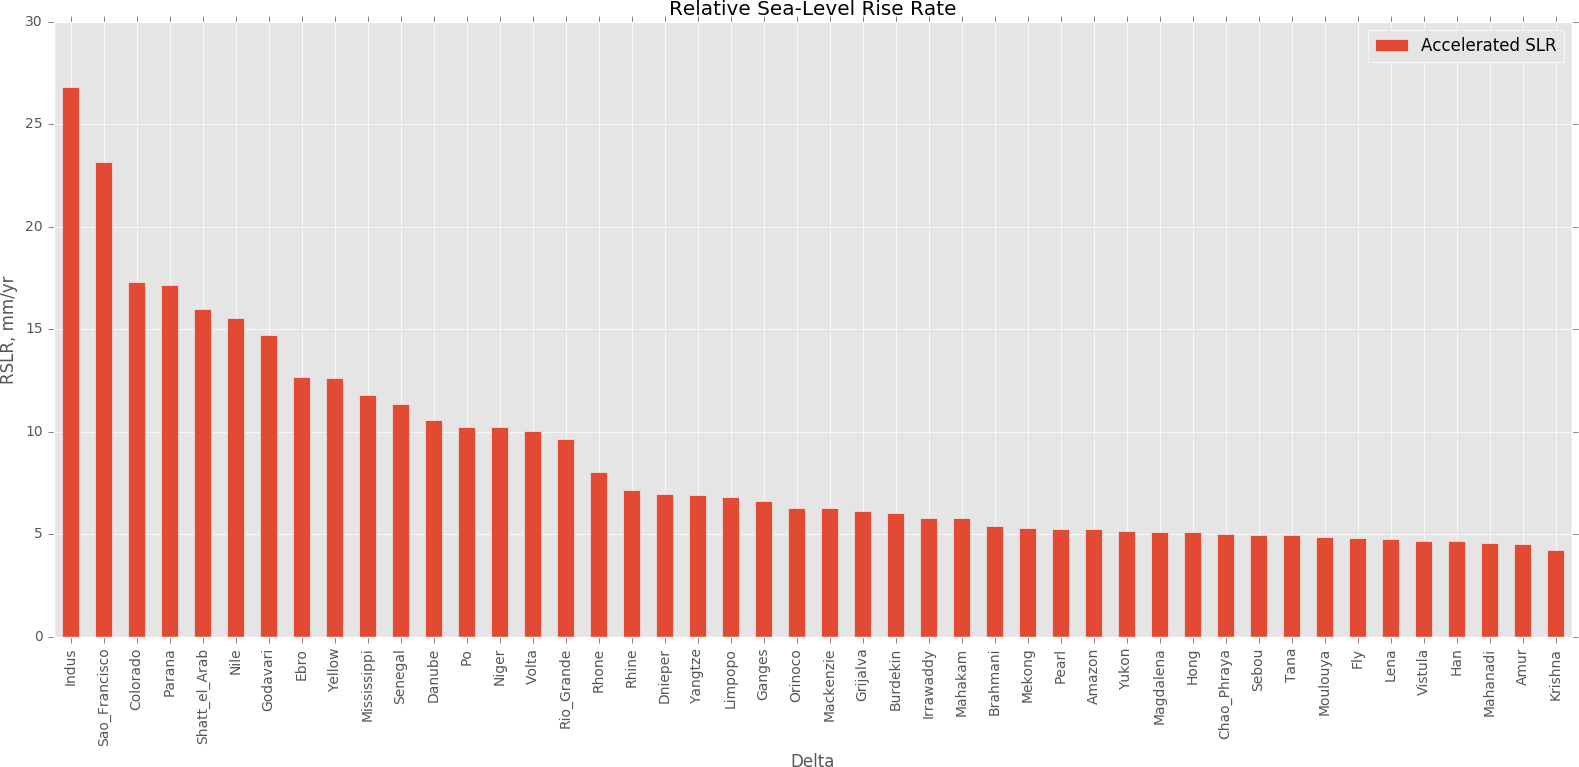 Relative Sea-Level Rise Rate
Accelerated SLR
30
25
20
15
10
5
0
RSLR, mm/yr
Indus
Sao_Francisco
Colorado
Parana
Shatt_el_Arab
Nile
Godavari
Ebro
Yellow
Mississippi
Senegal
Danube
Po
Niger
Volta
Rio_Grande
Rhone
Rhine
Dnieper
Yangtze
Limpopo
Ganges
Orinoco
Mackenzie
Grijalva
Burdekin
Irrawaddy
Mahakam
Brahmani
Mekong
Pearl
Amazon
Yukon
Magdalena
Hong
Chao_Phraya
Sebou
Tana
Moulouya
Fly
Lena
Vistula
Han
Mahanadi
Amur
Krishna
Delta